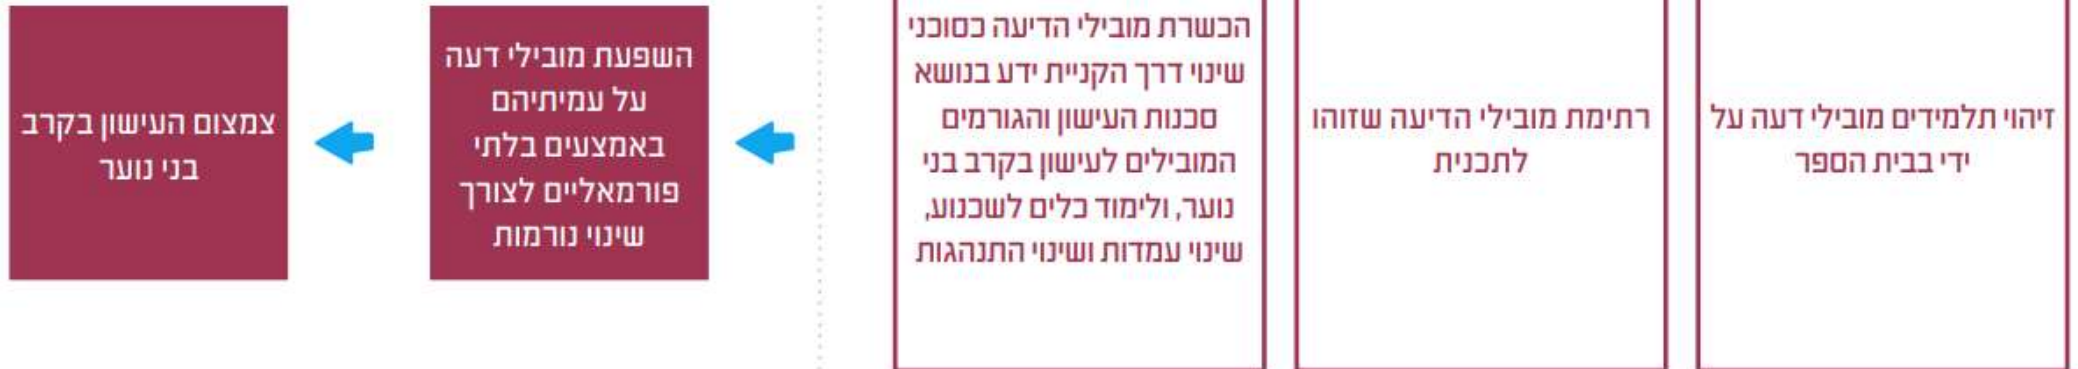 זיהוי תלמידים מובילי דעה על
ידי בבית הספר
רתימת מובילי הדיעה שזוהו
לתכנית
הכשרת מובילי הדיעה כסוכני
שינוי דרך הקניית ידע בנושא
סכנות העישון והגורמים
המובילים לעישון בקרב בני
נוער, ולימוד כלים לשכנוע,
שינוי עמדות ושינוי התנהגות
השפעת מובילי דעה
על עמיתיהם
באמצעים בלתי
פורמאליים לצורך
שינוי נורמות
צמצום העישון בקרב
בני נוער